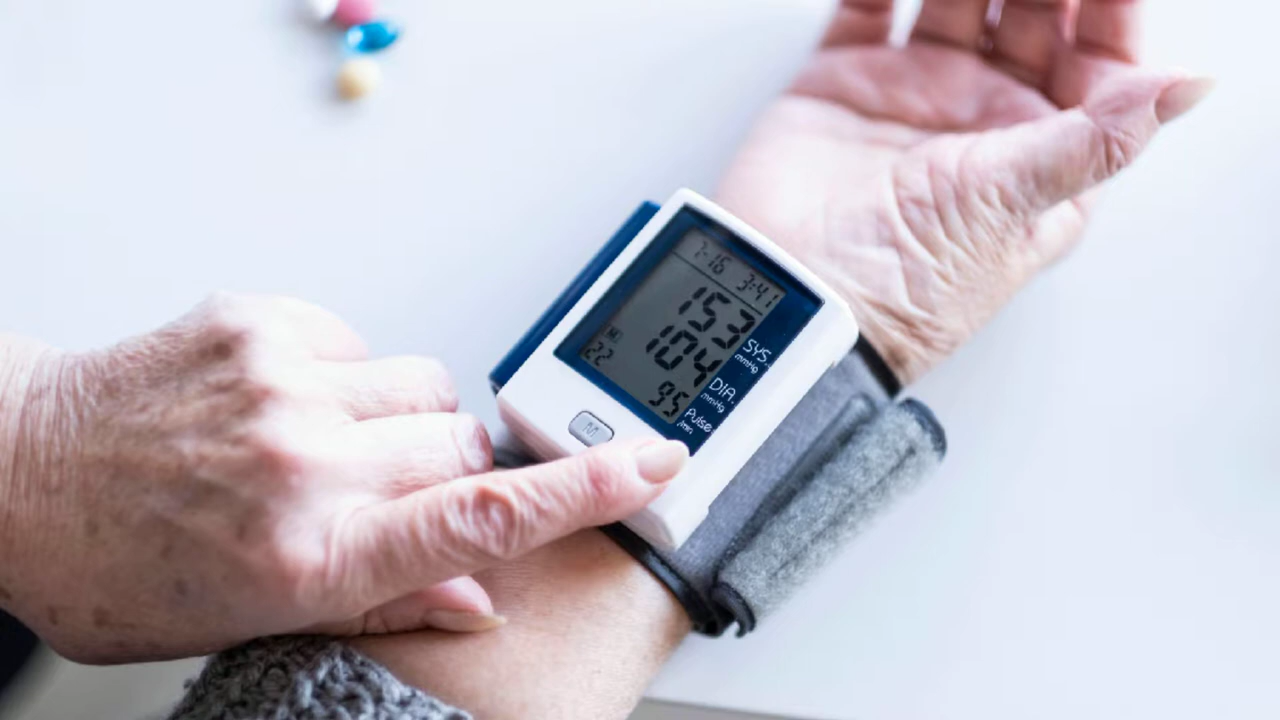 7-16 3:41
153 SYS.
mmHg
104 DIA.
mmHg
M
22
95 Pulse
/min
M